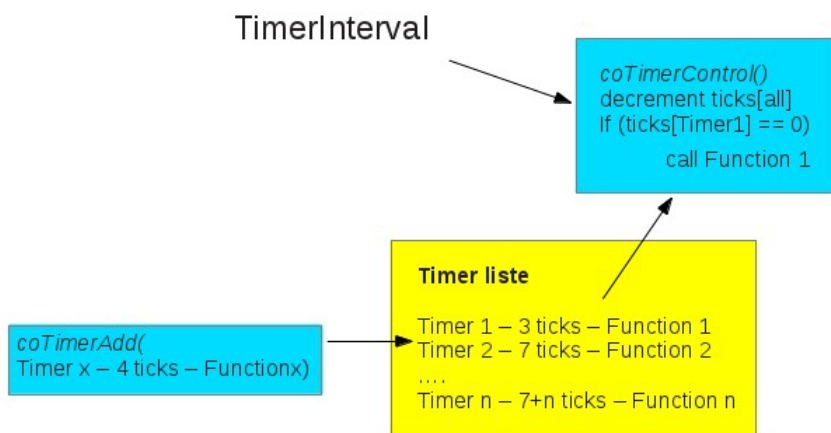 TimerInterval
coTimerControl()
decrement ticks[all]
If (ticks[Timer1] == 0)
call Function 1
Timer liste
Timer 1 – 3 ticks – Function 1
Timer 2 – 7 ticks – Function 2
....
Timer n – 7+n ticks – Function n
coTimerAdd(
Timer x – 4 ticks – Functionx)